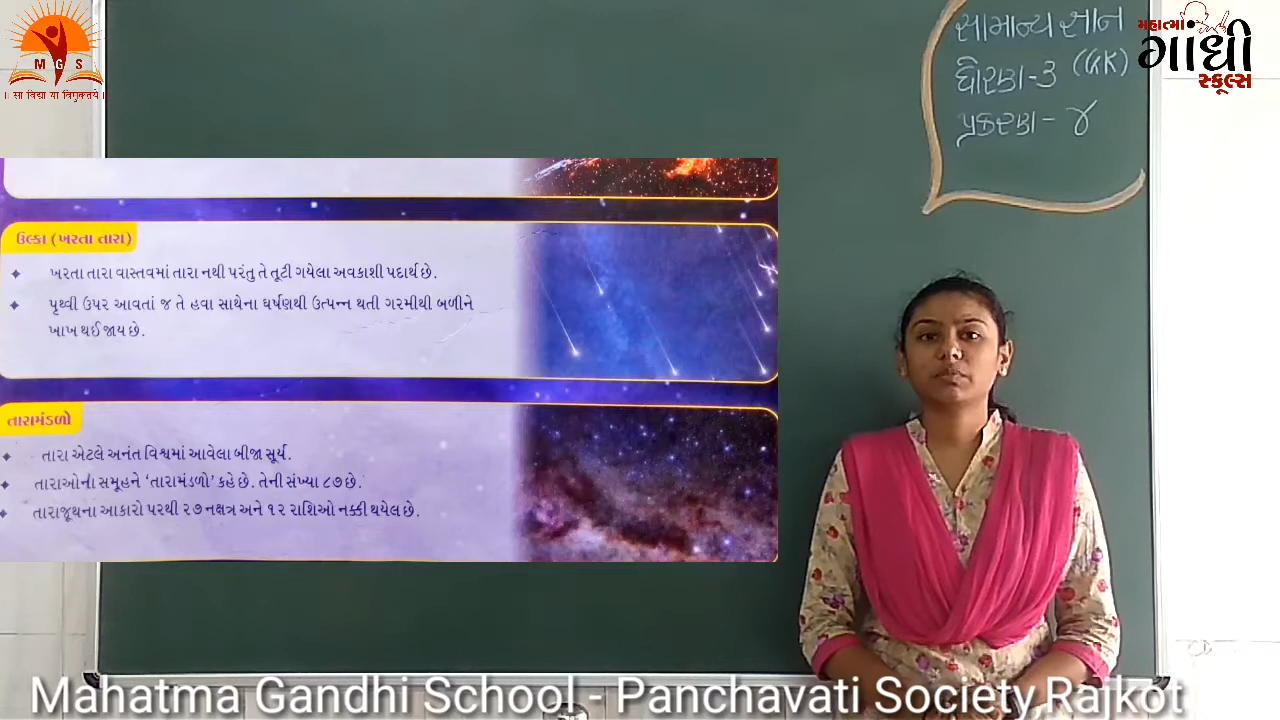 M G S
।। सा विद्या या विमुक्तये ।।
સામાન્ય જ્ઞાન
(GK)
ધોરણ-૩
પ્રકરણ - ૪
મહાત્મા
ગાંધી
સ્કૂલ્સ
ઉલ્કા (ખરતા તારા)
ખરતા તારા વાસ્તવમાં તારા નથી પરંતુ તે તૂટી ગયેલા અવકાશી પદાર્થ છે.
પૃથ્વી ઉપર આવતાં જ તે હવા સાથેના ઘર્ષણથી ઉત્પન્ન થતી ગરમીથી બળીને
ખાખ થઈ જાય છે.
તારામંડળો
તારા એટલે અનંત વિશ્વમાં આવેલા બીજા સૂર્ય.
તારાઓના સમૂહને ‘તારામંડળો’ કહે છે. તેની સંખ્યા ૮૭ છે.
તારાજૂથના આકારો પરથી ૨૭ નક્ષત્ર અને ૧૨ રાશિઓ નક્કી થયેલ છે.
Mahatma Gandhi School - Panchavati Society,Rajkot